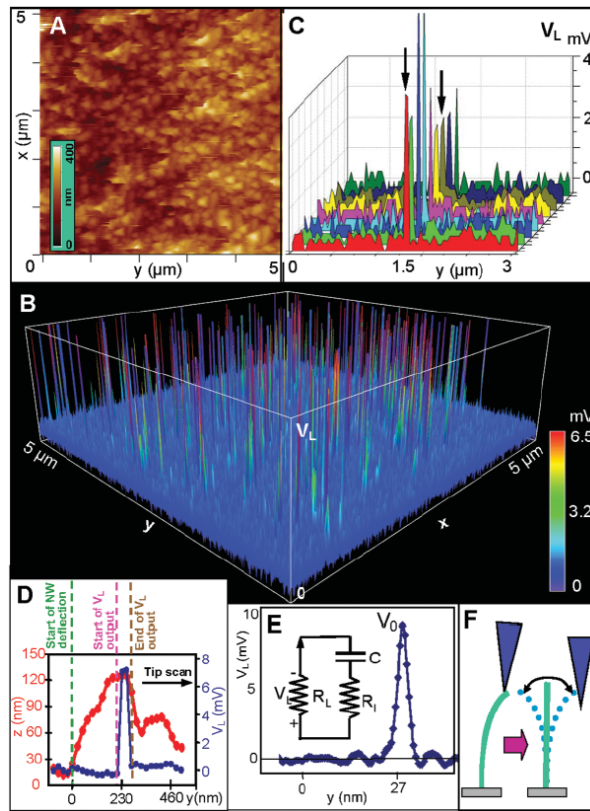 A
5
x (µm)
400
nm
0
0
0
y (µm)
5
C
V_L mV
4
2
0
0
1.5
y (µm)
3
B
V_L
5 µm
y
5 µm
x
0
mV
6.5
3.2
0
D
Start of NW
deflection
Start of V_L
output
End of V_L
output
Tip scan
150
120
90
60
30
0
z (nm)
8
6
4
2
0
V_L (mV)
0
230
460
y(nm)
E
V_0
10
5
0
V_L (mV)
-
V_L
+
R_L
C
R_I
0
27
y (nm)
F